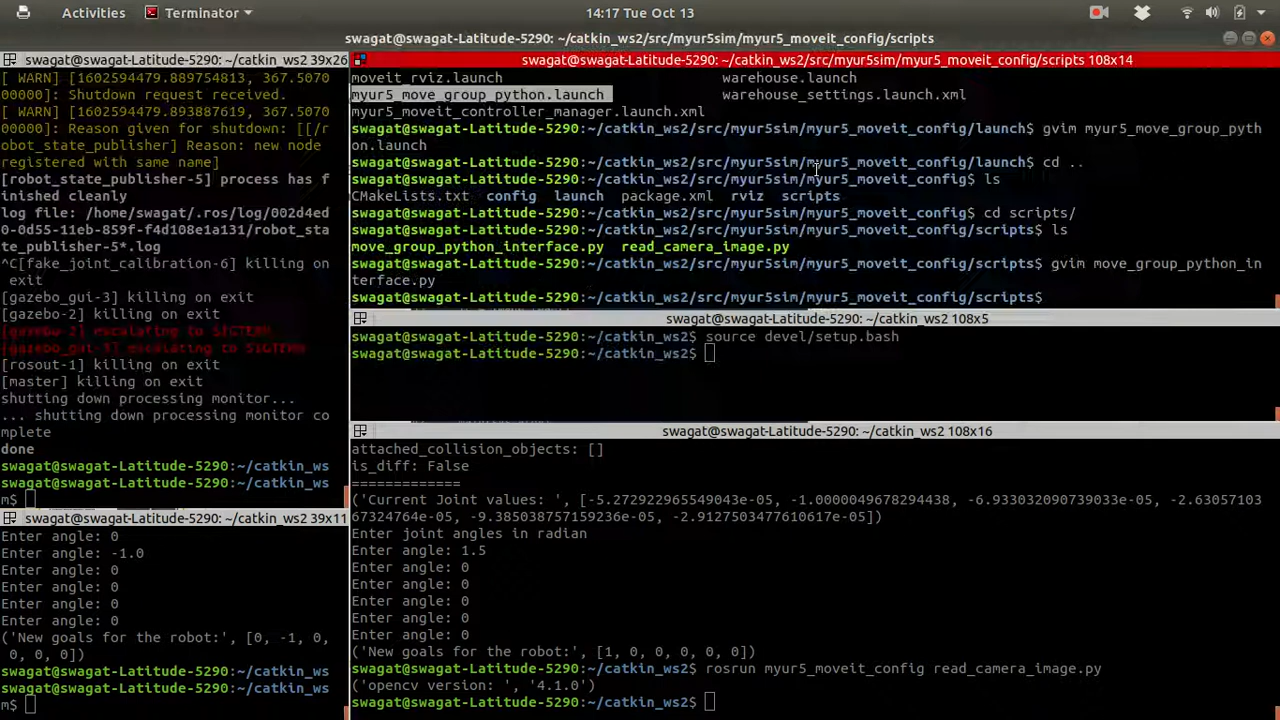 Activities Terminator 14:17 Tue Oct 13
swagat@swagat-Latitude-5290: ~/catkin_ws2/src/myur5sim/myur5_moveit_config/scripts
swagat@swagat-Latitude-5290: ~/catkin_ws2 39x26
[ WARN] [1602594479.889754813, 367.5070
00000]: Shutdown request received.
[ WARN] [1602594479.893887619, 367.5070
00000]: Reason given for shutdown: [[/r
obot_state_publisher] Reason: new node
registered with same name]
[robot_state_publisher-5] process has f
inished cleanly
log file: /home/swagat/.ros/log/002d4ed
0-0d55-11eb-859f-f4d108e1a131/robot_sta
te_publisher-5*.log
^C[fake_joint_calibration-6] killing on
 exit
[gazebo_gui-3] killing on exit
[gazebo-2] killing on exit
[rosout-1] killing on exit
[master] killing on exit
shutting down processing monitor...
... shutting down processing monitor co
mplete
done
swagat@swagat-Latitude-5290:~/catkin_ws
swagat@swagat-Latitude-5290:~/catkin_ws
m$
swagat@swagat-Latitude-5290: ~/catkin_ws2 39x11
Enter angle: 0
Enter angle: -1.0
Enter angle: 0
Enter angle: 0
Enter angle: 0
Enter angle: 0
('New goals for the robot:', [0, -1, 0,
 0, 0, 0])
swagat@swagat-Latitude-5290:~/catkin_ws
swagat@swagat-Latitude-5290:~/catkin_ws
m$
swagat@swagat-Latitude-5290: ~/catkin_ws2/src/myur5sim/myur5_moveit_config/scripts 108x14
moveit_rviz.launch warehouse.launch
myur5_move_group_python.launch warehouse_settings.launch.xml
myur5_moveit_controller_manager.launch.xml
swagat@swagat-Latitude-5290:~/catkin_ws2/src/myur5sim/myur5_moveit_config/launch$ gvim myur5_move_group_pyth
on.launch
swagat@swagat-Latitude-5290:~/catkin_ws2/src/myur5sim/myur5_moveit_config/launch$ cd ..
swagat@swagat-Latitude-5290:~/catkin_ws2/src/myur5sim/myur5_moveit_config$ ls
CMakeLists.txt config launch package.xml rviz scripts
swagat@swagat-Latitude-5290:~/catkin_ws2/src/myur5sim/myur5_moveit_config$ cd scripts/
swagat@swagat-Latitude-5290:~/catkin_ws2/src/myur5sim/myur5_moveit_config/scripts$ ls
move_group_python_interface.py read_camera_image.py
swagat@swagat-Latitude-5290:~/catkin_ws2/src/myur5sim/myur5_moveit_config/scripts$ gvim move_group_python_in
terface.py
swagat@swagat-Latitude-5290:~/catkin_ws2/src/myur5sim/myur5_moveit_config/scripts$
swagat@swagat-Latitude-5290: ~/catkin_ws2 108x5
swagat@swagat-Latitude-5290:~/catkin_ws2$ source devel/setup.bash
swagat@swagat-Latitude-5290:~/catkin_ws2$
swagat@swagat-Latitude-5290: ~/catkin_ws2 108x16
attached_collision_objects: []
is_diff: False
=============
('Current Joint values: ', [-5.272922965549043e-05, -1.0000049678294438, -6.933032090739033e-05, -2.63057103
67324764e-05, -9.385038757159236e-05, -2.9127503477610617e-05])
Enter joint angles in radian
Enter angle: 1.5
Enter angle: 0
Enter angle: 0
Enter angle: 0
Enter angle: 0
Enter angle: 0
('New goals for the robot:', [1, 0, 0, 0, 0, 0])
swagat@swagat-Latitude-5290:~/catkin_ws2$ rosrun myur5_moveit_config read_camera_image.py
('opencv version: ', '4.1.0')
swagat@swagat-Latitude-5290:~/catkin_ws2$